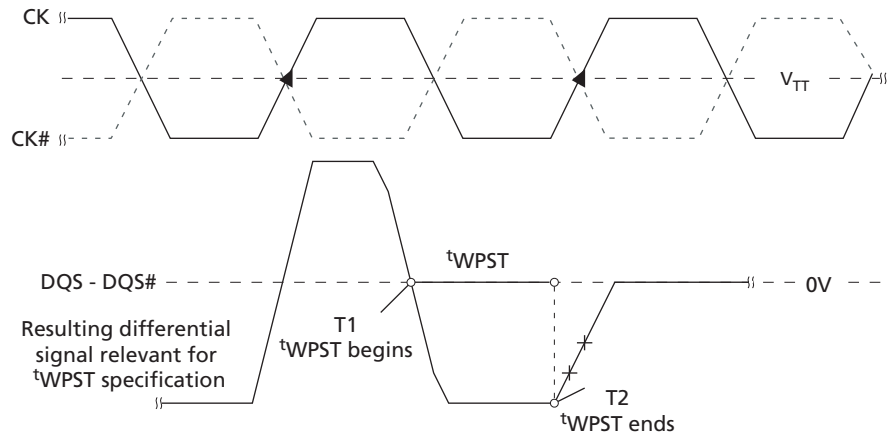 CK
V_TT
CK#
tWPST
DQS - DQS#
0V
Resulting differential
signal relevant for
tWPST specification
T1
tWPST begins
T2
tWPST ends